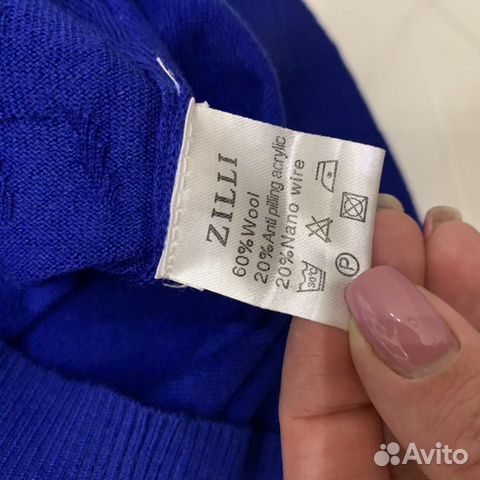 ZILLI
60%Wool
20%Anti pilling acrylic
20%Nano wire
30°C
P
Avito